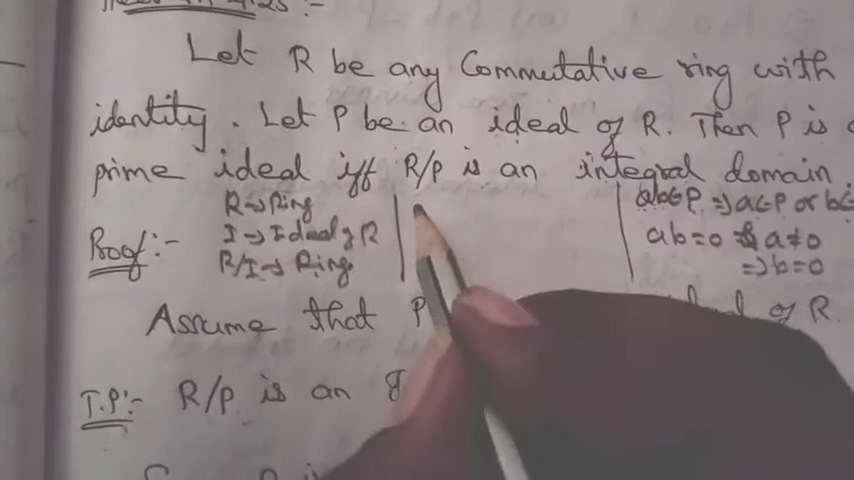 Let R be any Commutative ring with
identity. Let P be an ideal of R. Then P is a
prime ideal iff R/P is an integral domain
Proof:-
R → Ring
I → Ideal of R
R/I → Ring
ab∈P ⇒ a∈P or b∈
ab=0 & a≠0
⇒ b=0
Assume that P of R.
T.P:- R/P is an